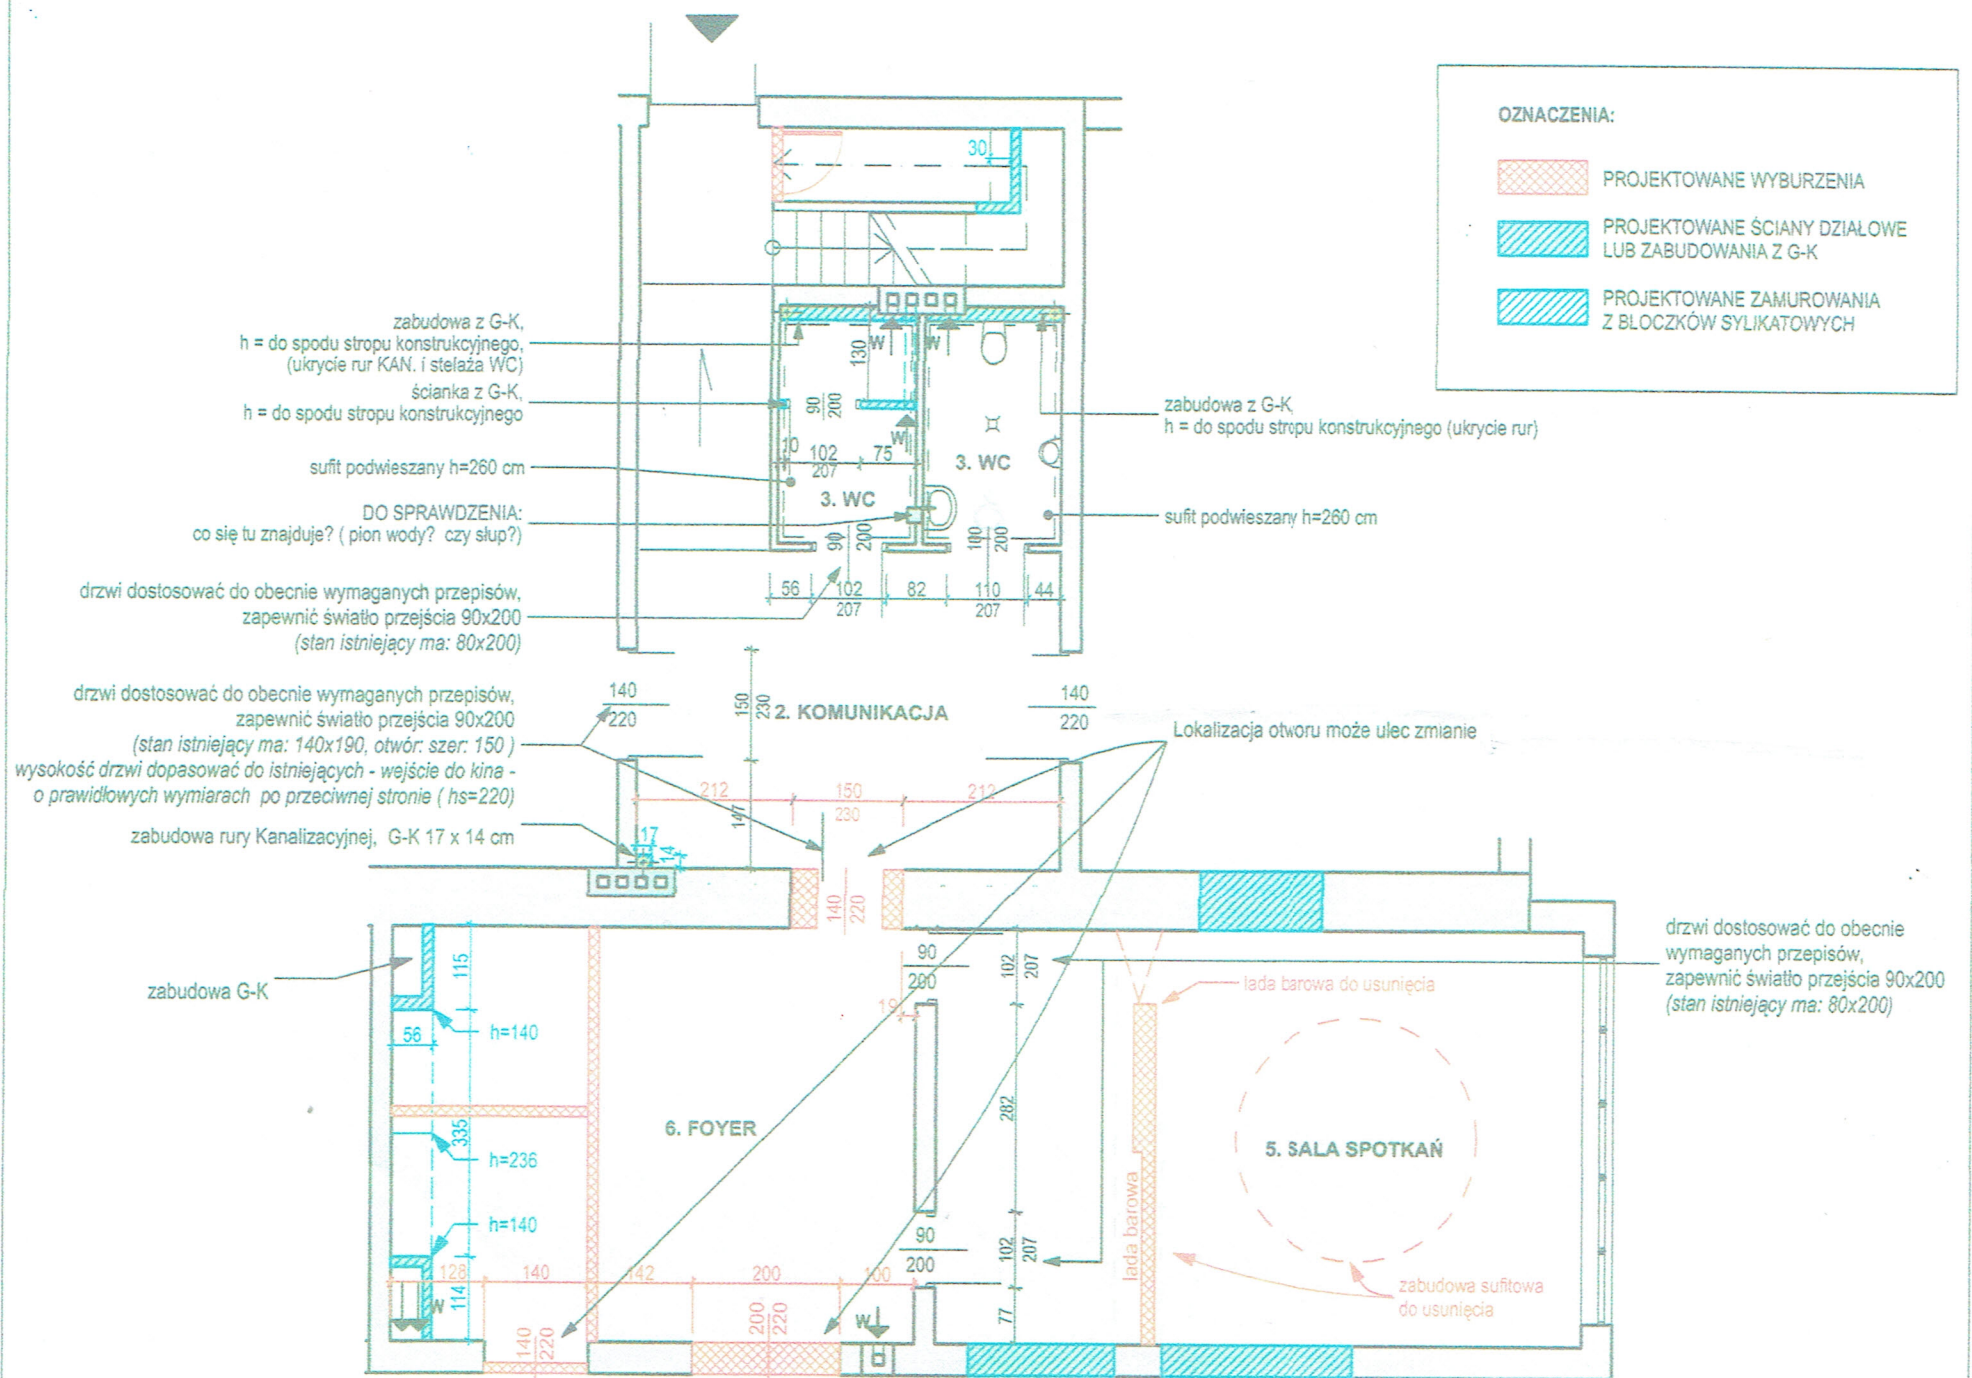 OZNACZENIA:
PROJEKTOWANE WYBURZENIA
PROJEKTOWANE ŚCIANY DZIAŁOWE
LUB ZABUDOWANIA Z G-K
PROJEKTOWANE ZAMUROWANIA
Z BLOCZKÓW SYLIKATOWYCH
30
zabudowa z G-K,
h = do spodu stropu konstrukcyjnego,
(ukrycie rur KAN. i stelaża WC)
ścianka z G-K,
h = do spodu stropu konstrukcyjnego
sufit podwieszany h=260 cm
DO SPRAWDZENIA:
co się tu znajduje? ( pion wody? czy słup?)
W
W
130
90
200
W
10
102
75
207
3. WC
3. WC
90
200
100
200
zabudowa z G-K,
h = do spodu stropu konstrukcyjnego (ukrycie rur)
sufit podwieszany h=260 cm
56
102
82
110
44
207
207
drzwi dostosować do obecnie wymaganych przepisów,
zapewnić światło przejścia 90x200
(stan istniejący ma: 80x200)
drzwi dostosować do obecnie wymaganych przepisów,
zapewnić światło przejścia 90x200
(stan istniejący ma: 140x190, otwór: szer: 150 )
wysokość drzwi dopasować do istniejących - wejście do kina -
o prawidłowych wymiarach po przeciwnej stronie ( hs=220)
zabudowa rury Kanalizacyjnej, G-K 17 x 14 cm
140
220
150
230
2. KOMUNIKACJA
140
220
Lokalizacja otworu może ulec zmianie
212
150
212
230
147
17
14
140
220
zabudowa G-K
115
56
h=140
335
h=236
h=140
6. FOYER
90
200
19
102
207
282
lada barowa do usunięcia
lada barowa
5. SALA SPOTKAŃ
drzwi dostosować do obecnie
wymaganych przepisów,
zapewnić światło przejścia 90x200
(stan istniejący ma: 80x200)
90
200
102
207
77
zabudowa sufitowa
do usunięcia
128
140
142
200
100
114
W
140
220
200
220
W